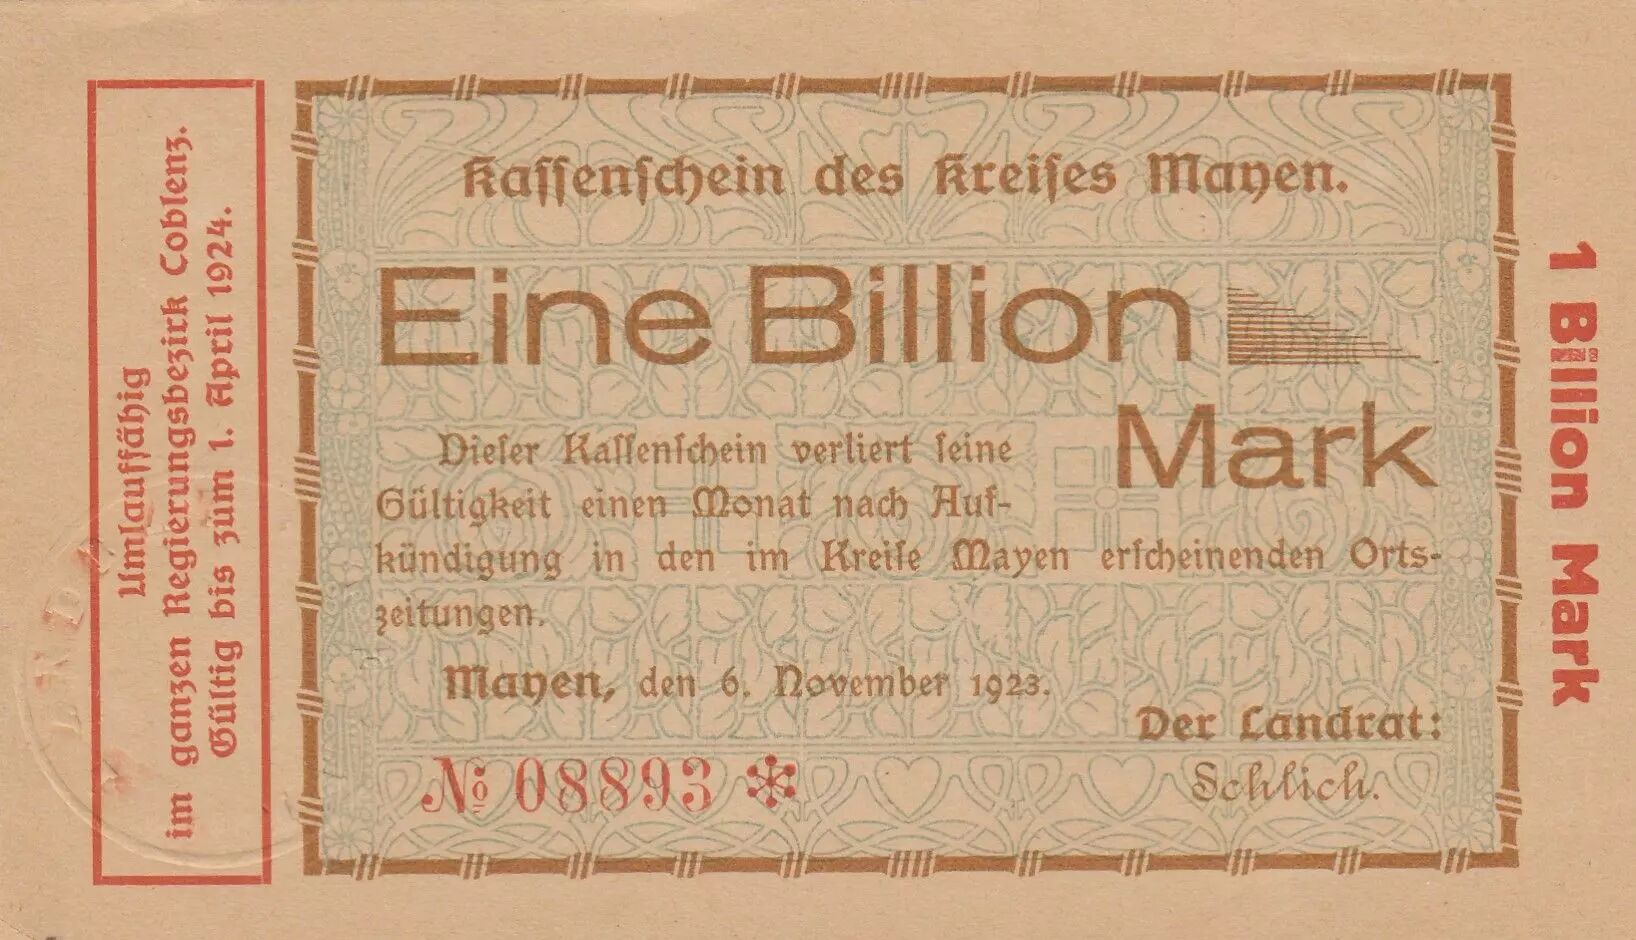 Umlauffähig
im ganzen Regierungsbezirk Coblenz.
Gültig bis zum 1. April 1924.
Kassenschein des Kreises Mayen.
Eine Billion
Mark
Dieser Kassenschein verliert seine
Gültigkeit einen Monat nach Auf-
kündigung in den im Kreise Mayen erscheinenden Orts-
zeitungen.
Mayen, den 6. November 1923.
Der Landrat:
Schlich.
№ 08893 *
1 Billion Mark